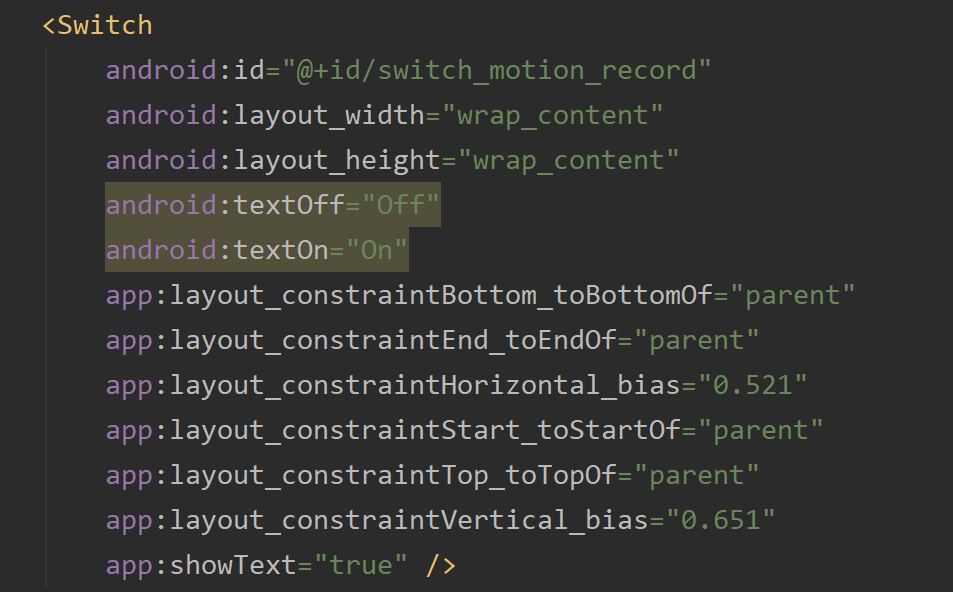 <Switch
android:id="@+id/switch_motion_record"
android:layout_width="wrap_content"
android:layout_height="wrap_content"
android:textOff="Off"
android:textOn="On"
app:layout_constraintBottom_toBottomOf="parent"
app:layout_constraintEnd_toEndOf="parent"
app:layout_constraintHorizontal_bias="0.521"
app:layout_constraintStart_toStartOf="parent"
app:layout_constraintTop_toTopOf="parent"
app:layout_constraintVertical_bias="0.651"
app:showText="true" />